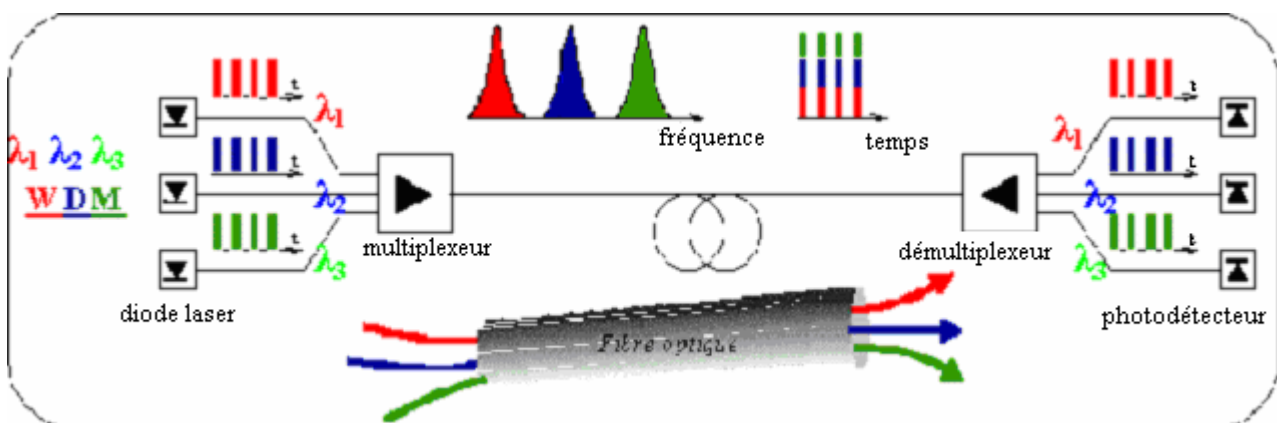 fréquence
temps
t
t
λ1
λ1
λ1 λ2 λ3
t
t
WDM
λ2
λ2
multiplexeur
démultiplexeur
t
t
λ3
λ3
diode laser
photodétecteur
Fibre optique